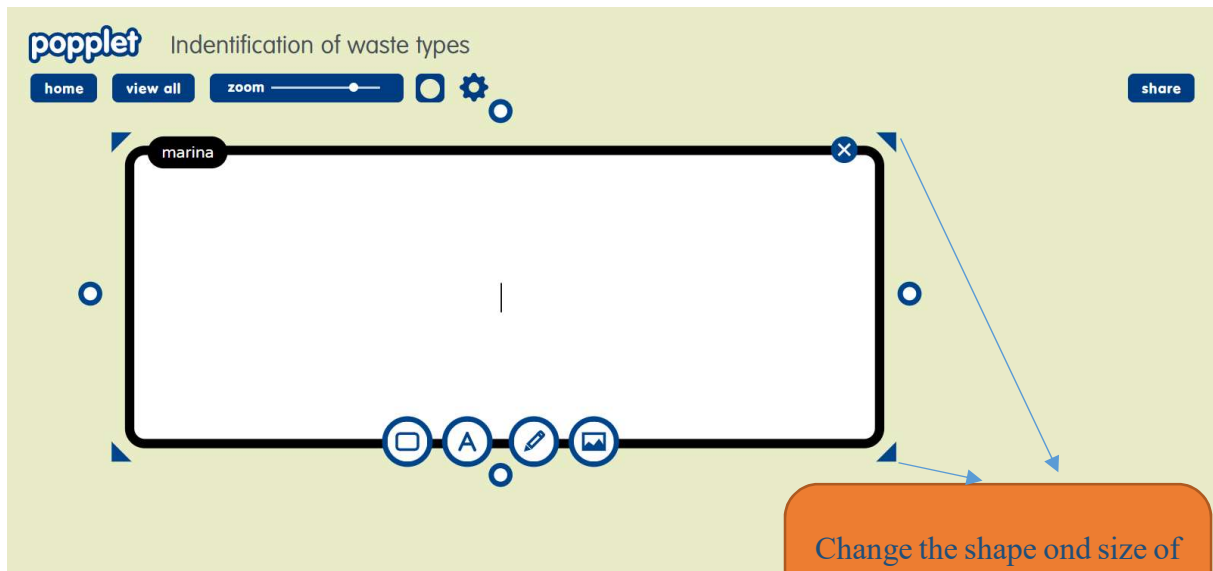 popplet Indentification of waste types
home view all zoom share
marina
A
Change the shape ond size of